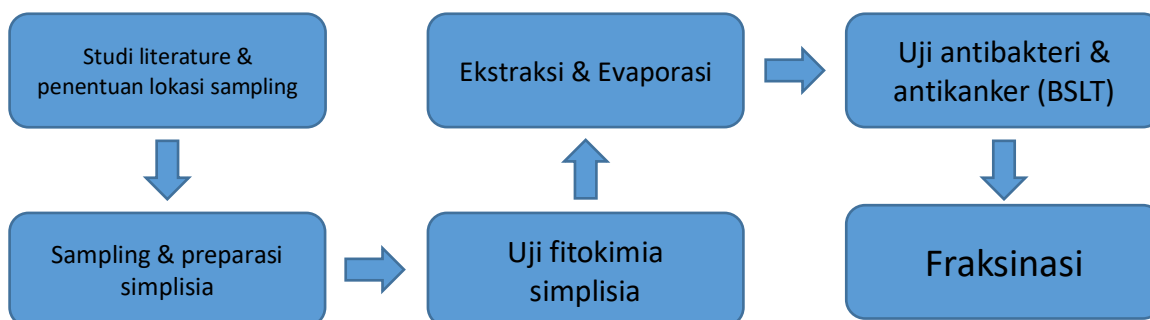 Studi literature &
penentuan lokasi sampling
Sampling & preparasi
simplisia
Uji fitokimia
simplisia
Ekstraksi & Evaporasi
Uji antibakteri &
antikanker (BSLT)
Fraksinasi